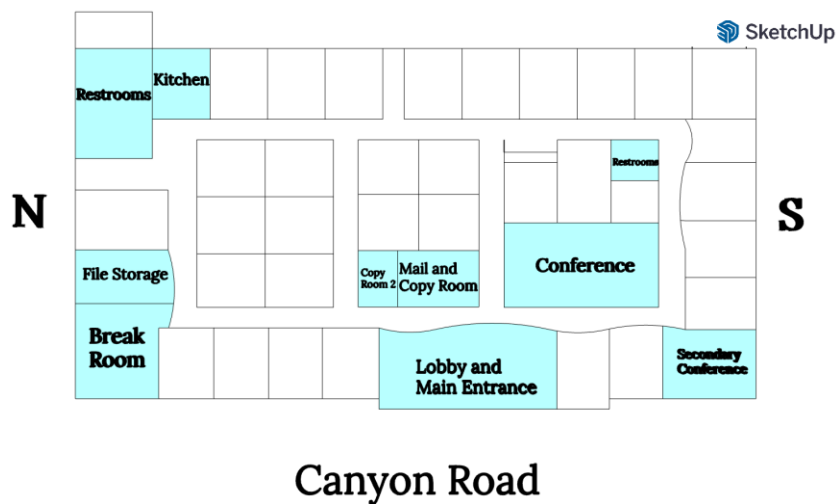 SketchUp
Restrooms
Kitchen
Restrooms
N
S
File Storage
Copy
Room 2
Mail and
Copy Room
Conference
Break
Room
Lobby and
Main Entrance
Secondary
Conference
Canyon Road